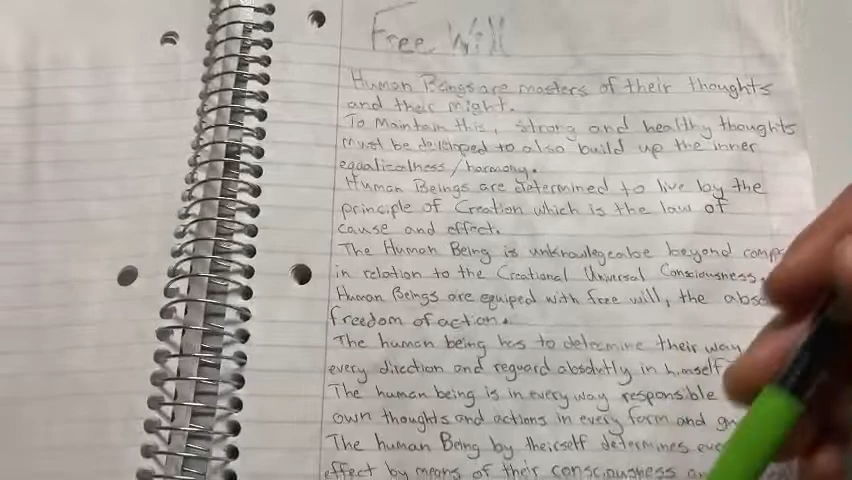 Free Will
Human Beings are masters of their thoughts
and their might.
To Maintain this, strong and healthy thoughts
must be developed to also build up the inner
equalicalness/harmony.
Human Beings are determined to live by the
principle of Creation which is the law of
cause and effect.
The Human Being is unknowlegeabe beyond
in relation to the Creational Universal Consciousness.
Human Beings are equiped with free will, the
freedom of action.
The human being has to determine their way
every dirction and reguard absolutly in himself
The human being is in every way responsible
own thoughts and actions in every form and
The human Being by theirself determines
effect by means of their consciousness